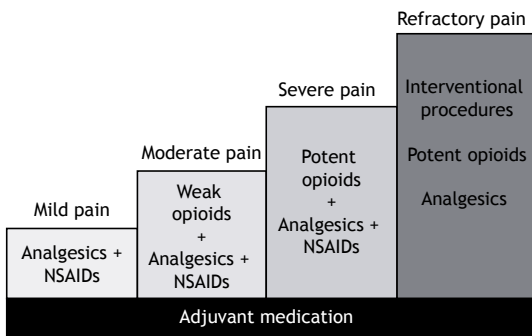 Refractory pain
Interventional
procedures
Potent opioids
Analgesics
Severe pain
Potent
opioids
+
Analgesics +
NSAIDs
Moderate pain
Weak
opioids
+
Analgesics +
NSAIDs
Mild pain
Analgesics +
NSAIDs
Adjuvant medication